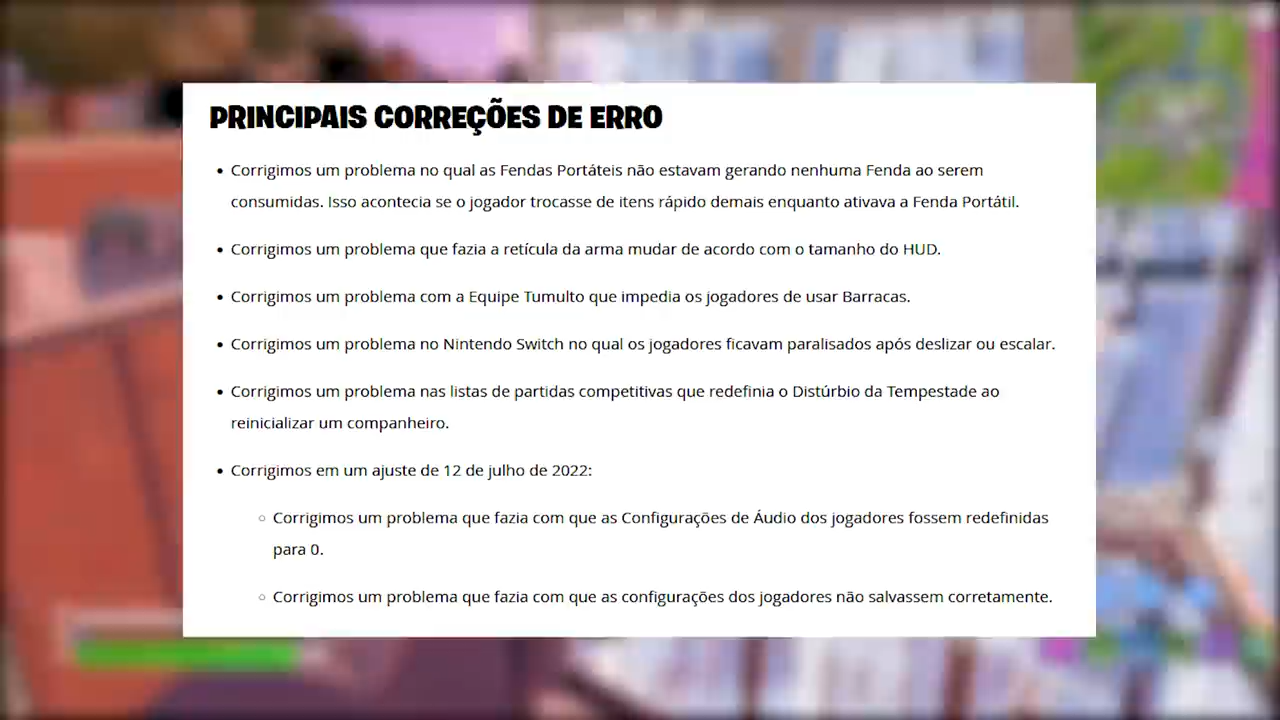 PRINCIPAIS CORREÇÕES DE ERRO
• Corrigimos um problema no qual as Fendas Portáteis não estavam gerando nenhuma Fenda ao serem
consumidas. Isso acontecia se o jogador trocasse de itens rápido demais enquanto ativava a Fenda Portátil.
• Corrigimos um problema que fazia a retícula da arma mudar de acordo com o tamanho do HUD.
• Corrigimos um problema com a Equipe Tumulto que impedia os jogadores de usar Barracas.
• Corrigimos um problema no Nintendo Switch no qual os jogadores ficavam paralisados após deslizar ou escalar.
• Corrigimos um problema nas listas de partidas competitivas que redefinia o Distúrbio da Tempestade ao
reinicializar um companheiro.
• Corrigimos em um ajuste de 12 de julho de 2022:
○ Corrigimos um problema que fazia com que as Configurações de Áudio dos jogadores fossem redefinidas
para 0.
○ Corrigimos um problema que fazia com que as configurações dos jogadores não salvassem corretamente.